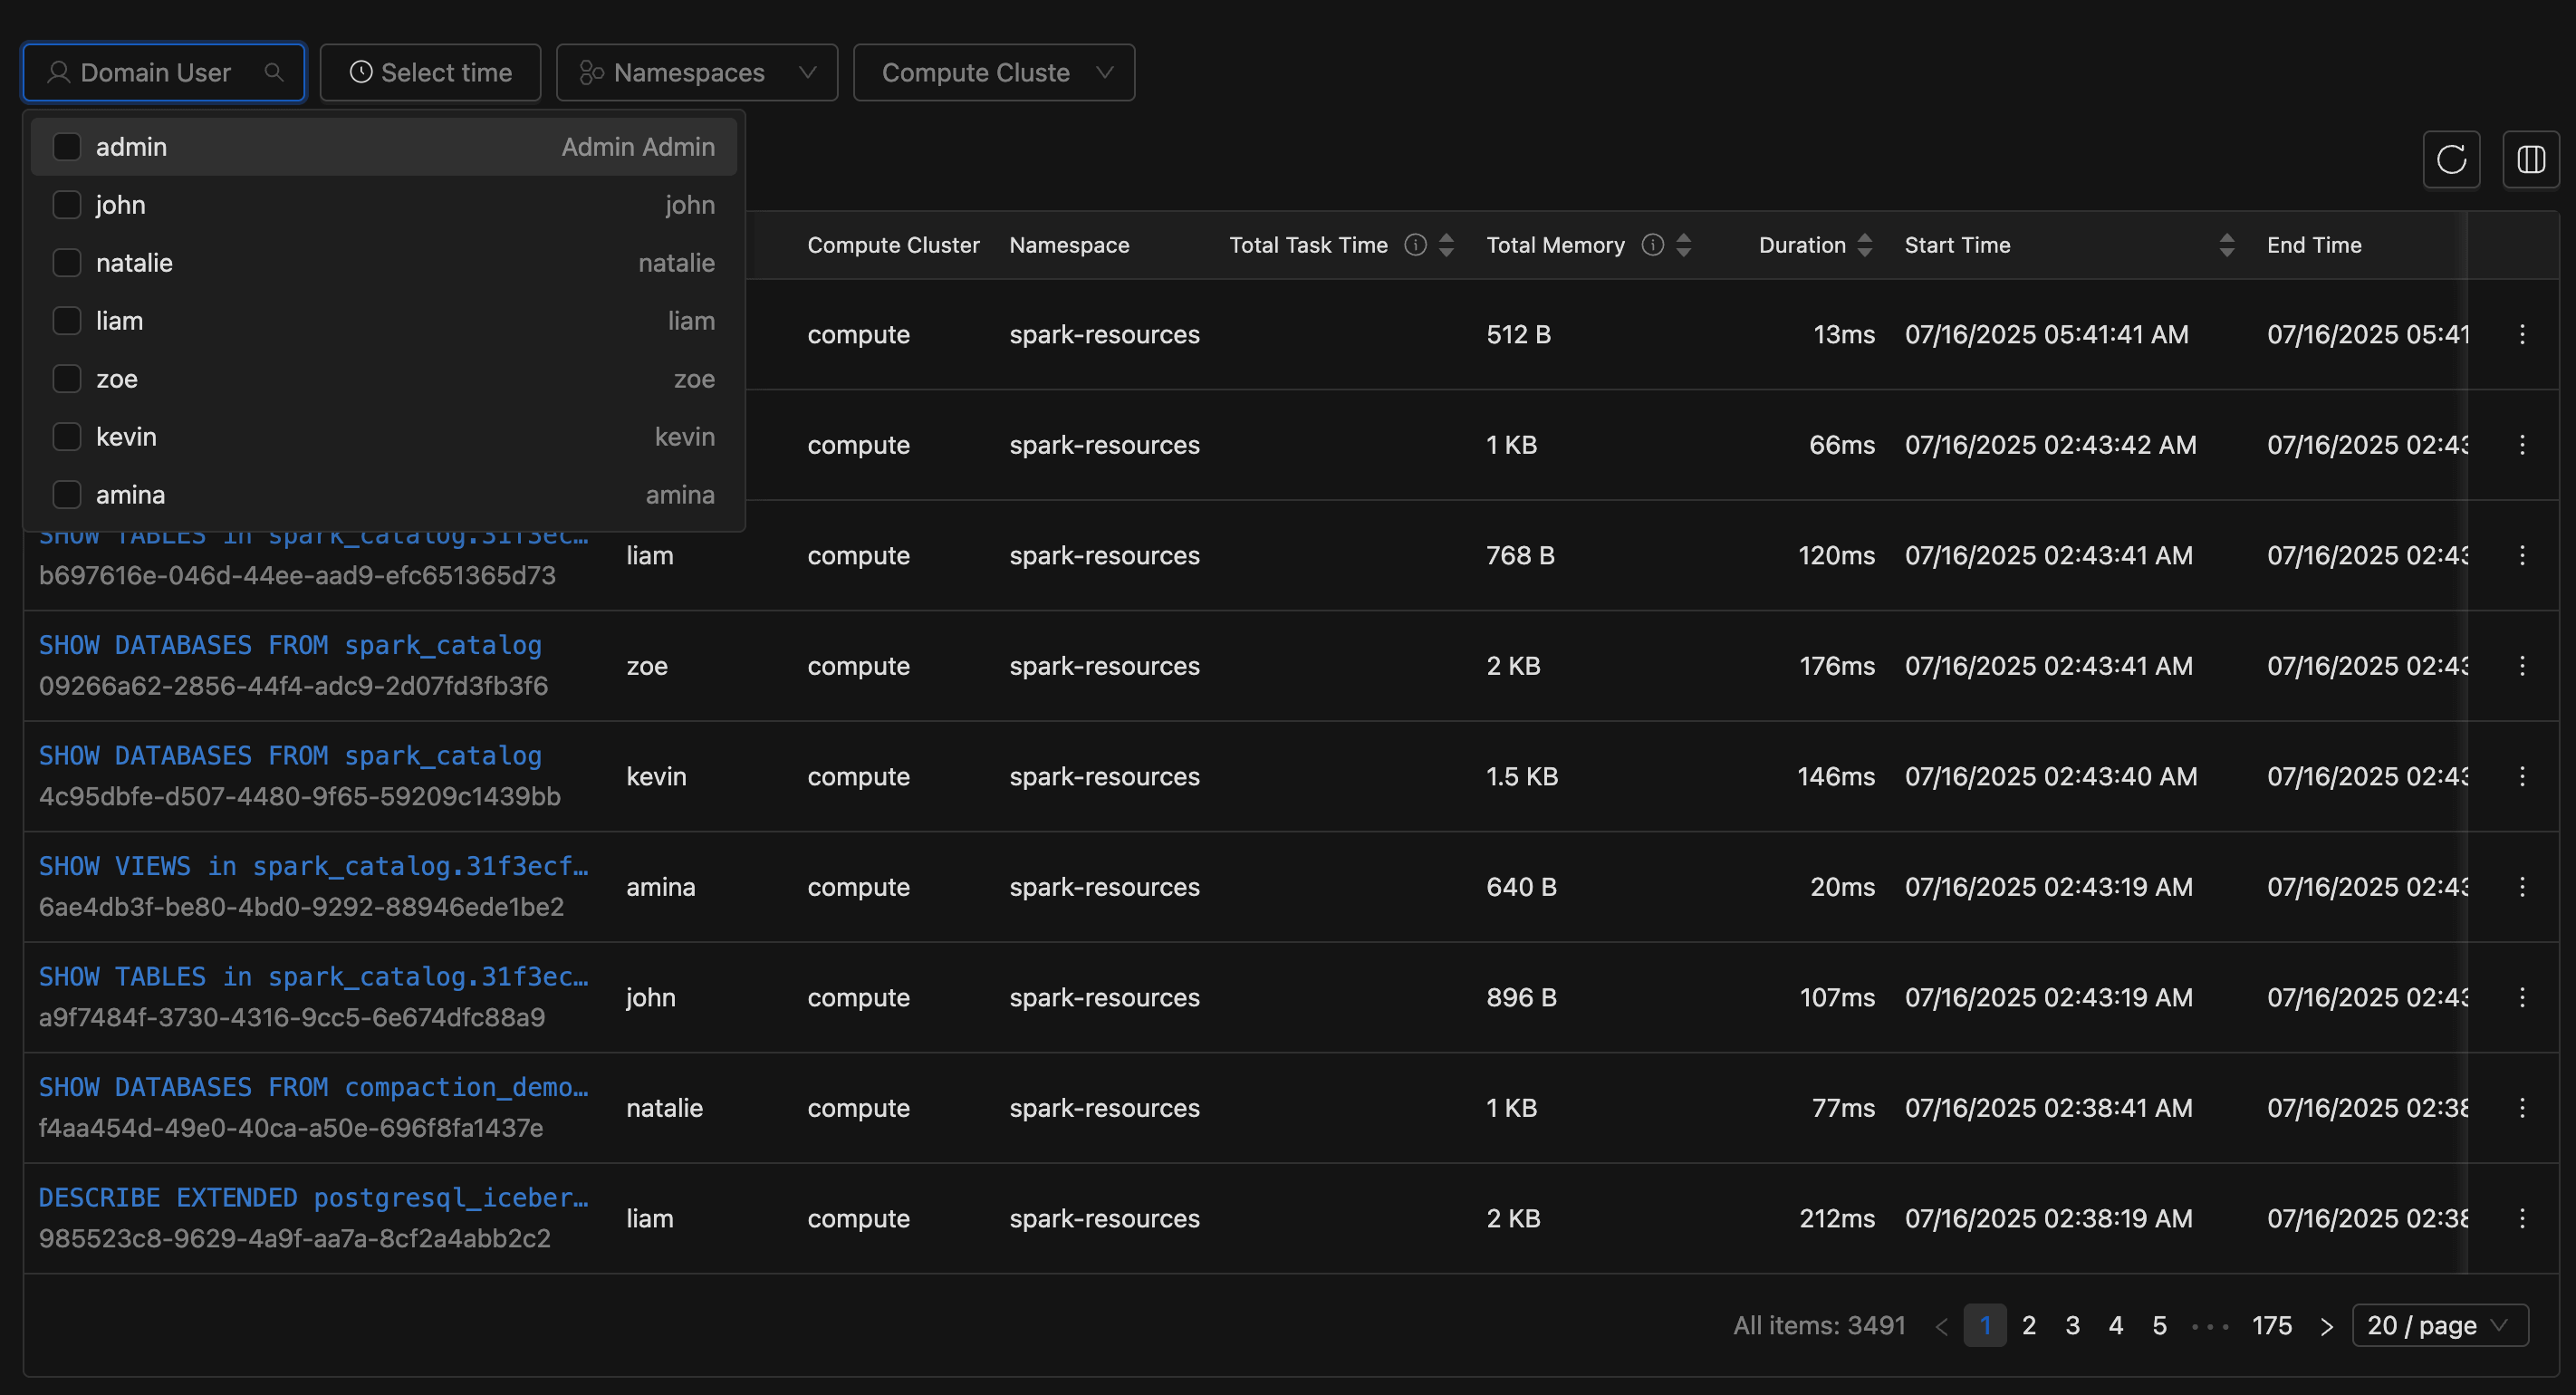 Domain User Select time Namespaces Compute Cluste
admin Admin Admin
john john
natalie natalie
liam liam
zoe zoe
kevin kevin
amina amina
Compute Cluster Namespace Total Task Time Total Memory Duration Start Time End Time
compute spark-resources 512 B 13ms 07/16/2025 05:41:41 AM 07/16/2025 05:41
compute spark-resources 1 KB 66ms 07/16/2025 02:43:42 AM 07/16/2025 02:43
SHOW TABLES in spark_catalog.31f3ec…
b697616e-046d-44ee-aad9-efc651365d73
liam compute spark-resources 768 B 120ms 07/16/2025 02:43:41 AM 07/16/2025 02:43
SHOW DATABASES FROM spark_catalog
09266a62-2856-44f4-adc9-2d07fd3fb3f6
zoe compute spark-resources 2 KB 176ms 07/16/2025 02:43:41 AM 07/16/2025 02:43
SHOW DATABASES FROM spark_catalog
4c95dbfe-d507-4480-9f65-59209c1439bb
kevin compute spark-resources 1.5 KB 146ms 07/16/2025 02:43:40 AM 07/16/2025 02:43
SHOW VIEWS in spark_catalog.31f3ecf…
6ae4db3f-be80-4bd0-9292-88946ede1be2
amina compute spark-resources 640 B 20ms 07/16/2025 02:43:19 AM 07/16/2025 02:43
SHOW TABLES in spark_catalog.31f3ec…
a9f7484f-3730-4316-9cc5-6e674dfc88a9
john compute spark-resources 896 B 107ms 07/16/2025 02:43:19 AM 07/16/2025 02:43
SHOW DATABASES FROM compaction_demo…
f4aa454d-49e0-40ca-a50e-696f8fa1437e
natalie compute spark-resources 1 KB 77ms 07/16/2025 02:38:41 AM 07/16/2025 02:38
DESCRIBE EXTENDED postgresql_iceber…
985523c8-9629-4a9f-aa7a-8cf2a4abb2c2
liam compute spark-resources 2 KB 212ms 07/16/2025 02:38:19 AM 07/16/2025 02:38
All items: 3491 < 1 2 3 4 5 ••• 175 > 20 / page